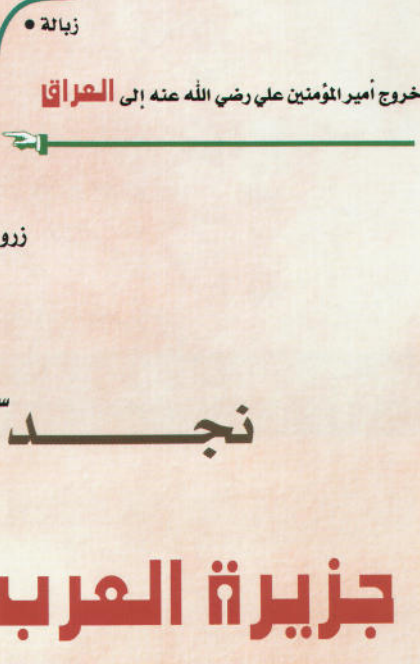 زبالة
خروج أمير المؤمنين علي رضي الله عنه إلى العراق
زرو
نجد
جزيرة العرب